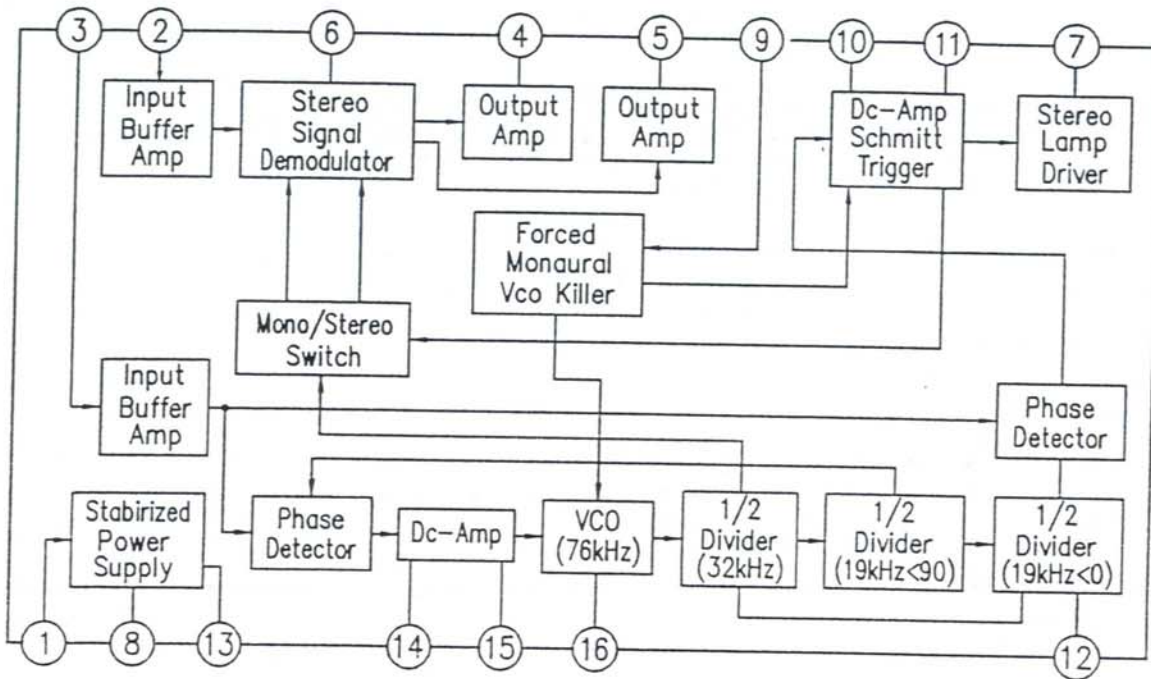 3
2
6
4
5
9
10
11
7
Input
Buffer
Amp
Stereo
Signal
Demodulator
Output
Amp
Output
Amp
Dc-Amp
Schmitt
Trigger
Stereo
Lamp
Driver
Forced
Monaural
Vco Killer
Mono/Stereo
Switch
Input
Buffer
Amp
Phase
Detector
Stabirized
Power
Supply
Phase
Detector
Dc-Amp
VCO
(76kHz)
1/2
Divider
(32kHz)
1/2
Divider
(19kHz<90)
1/2
Divider
(19kHz<0)
1
8
13
14
15
16
12